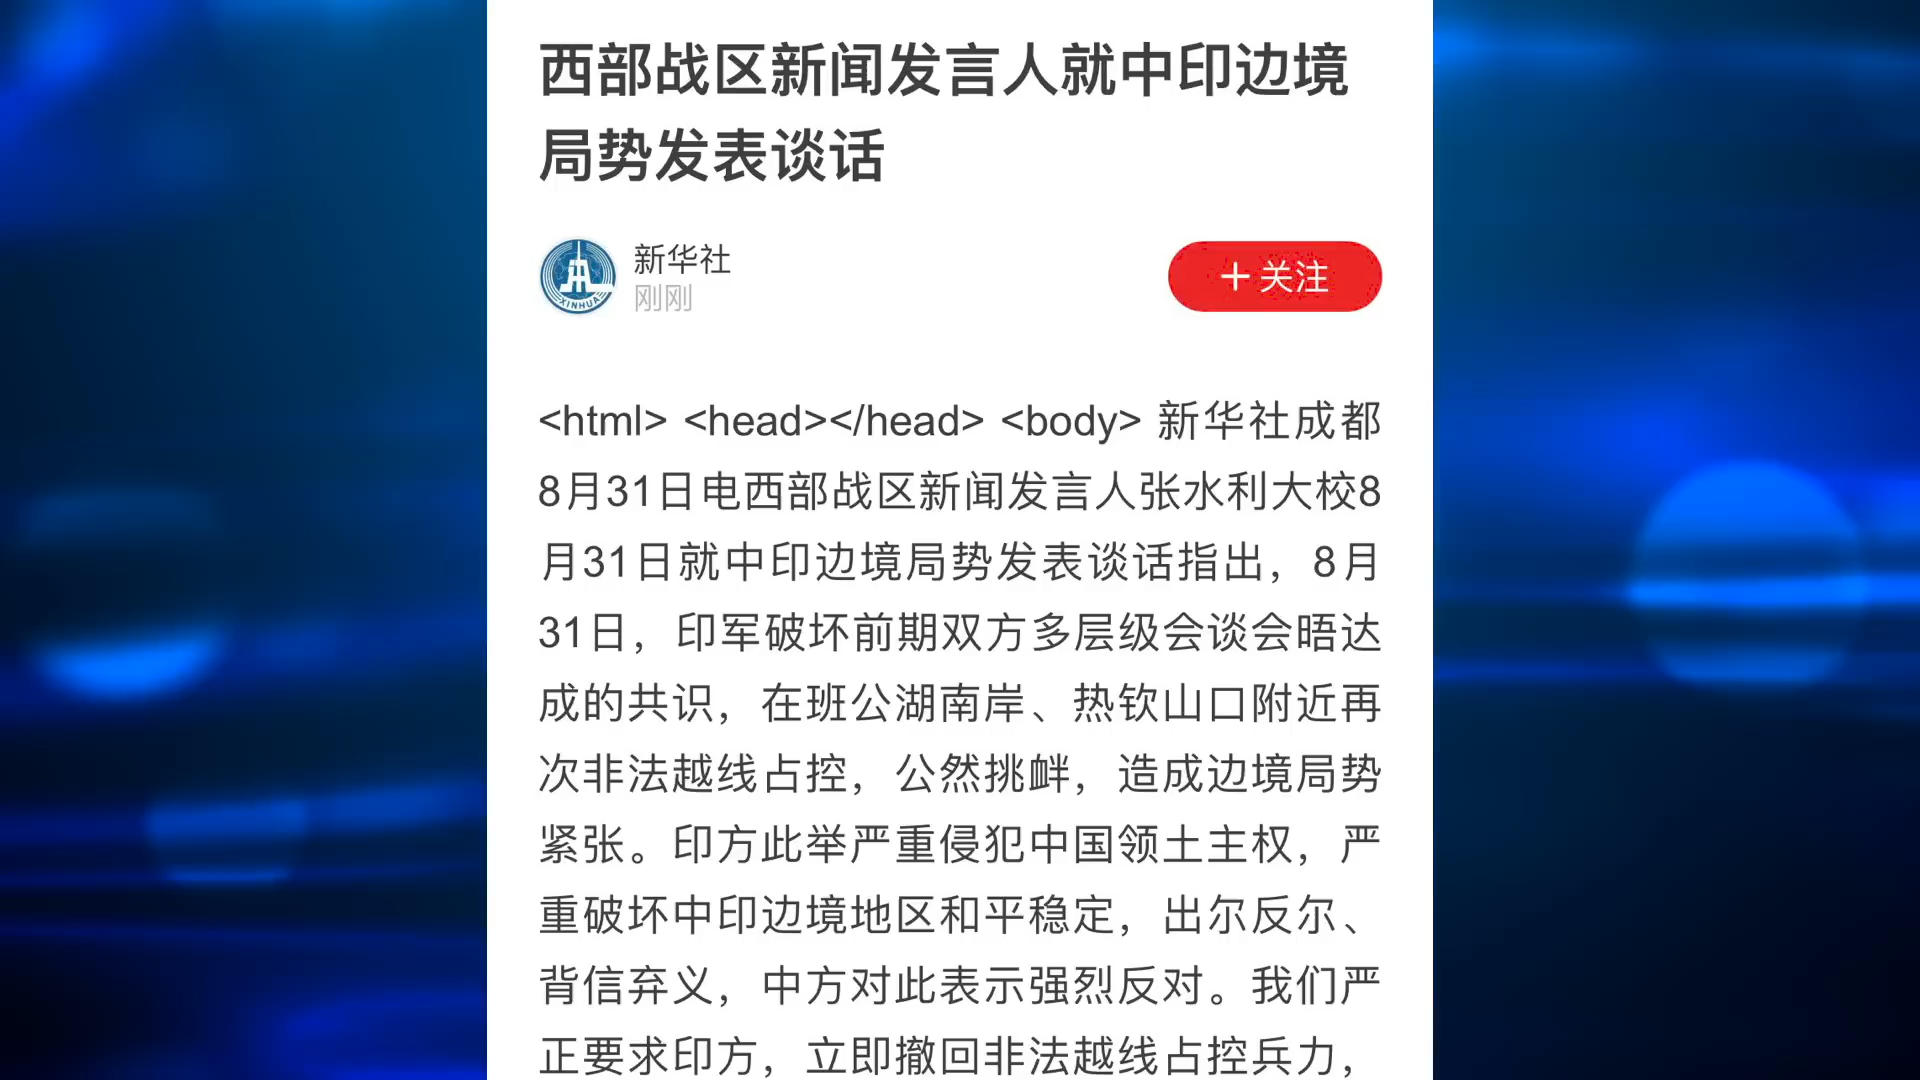 西部战区新闻发言人就中印边境
局势发表谈话
新华社
刚刚
+关注
XINHUA
<html> <head></head> <body> 新华社成都
8月31日电西部战区新闻发言人张水利大校8
月31日就中印边境局势发表谈话指出，8月
31日，印军破坏前期双方多层级会谈会晤达
成的共识，在班公湖南岸、热钦山口附近再
次非法越线占控，公然挑衅，造成边境局势
紧张。印方此举严重侵犯中国领土主权，严
重破坏中印边境地区和平稳定，出尔反尔、
背信弃义，中方对此表示强烈反对。我们严
正要求印方，立即撤回非法越线占控兵力，